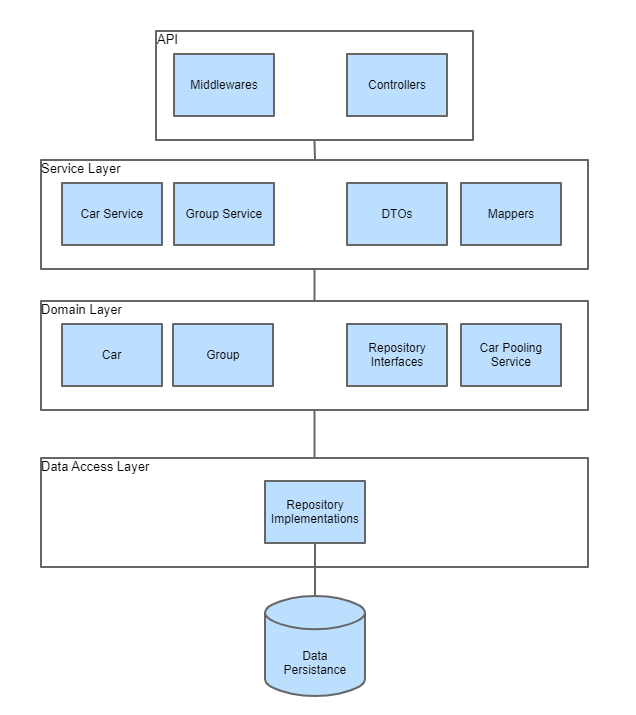 API
Middlewares
Controllers
Service Layer
Car Service
Group Service
DTOs
Mappers
Domain Layer
Car
Group
Repository
Interfaces
Car Pooling
Service
Data Access Layer
Repository
Implementations
Data
Persistance